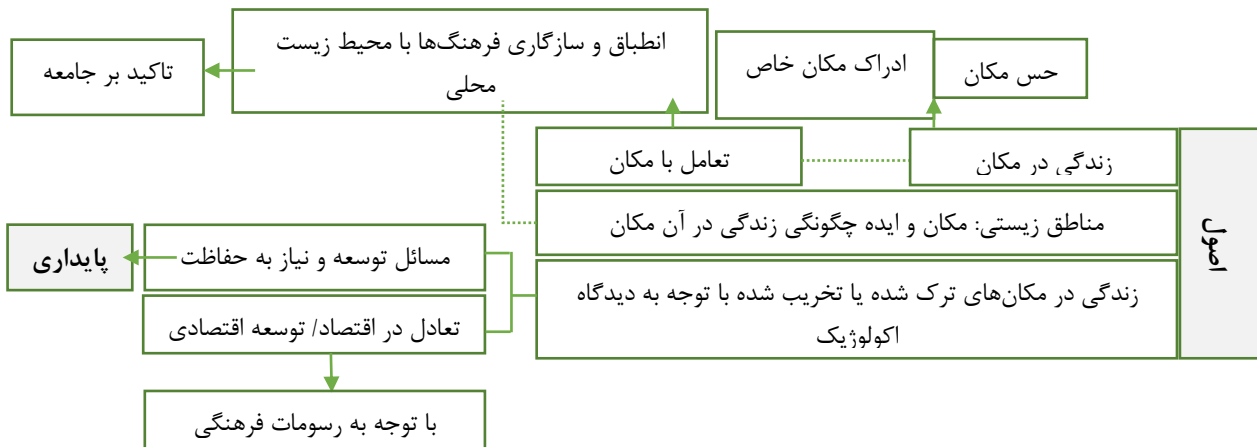 انطباق و سازگاری فرهنگ‌ها با محیط زیست
محلی
تاکید بر جامعه
ادراک مکان خاص
حس مکان
اصول
زندگی در مکان
تعامل با مکان
مناطق زیستی: مکان و ایده چگونگی زندگی در آن مکان
زندگی در مکان‌های ترک شده یا تخریب شده با توجه به دیدگاه
اکولوژیک
مسائل توسعه و نیاز به حفاظت
پایداری
تعادل در اقتصاد/ توسعه اقتصادی
با توجه به رسومات فرهنگی